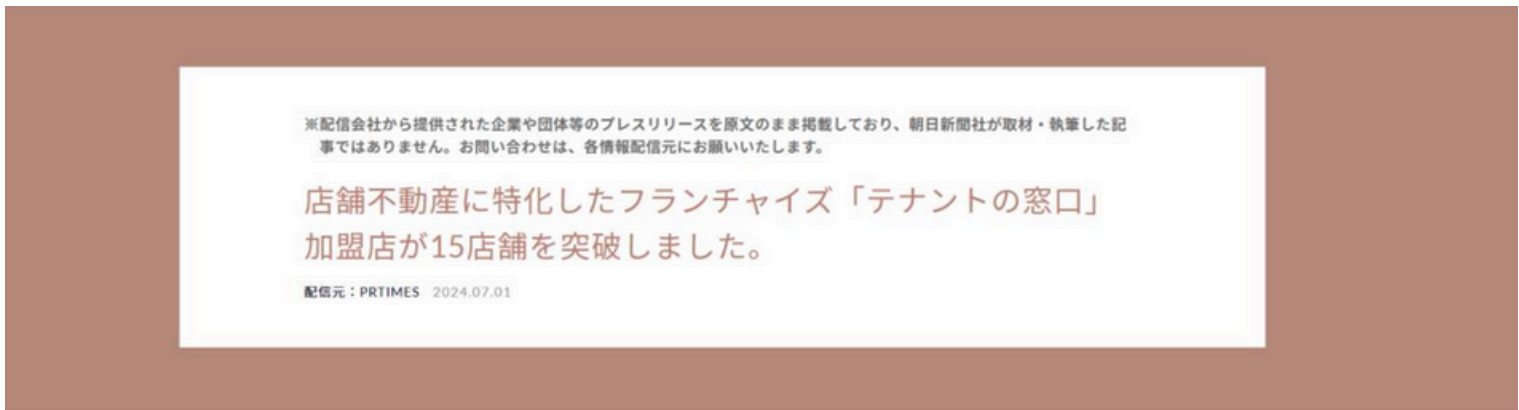 ※配信会社から提供された企業や団体等のプレスリリースを原文のまま掲載しており、朝日新聞社が取材・執筆した記
事ではありません。お問い合わせは、各情報配信元にお願いいたします。
店舗不動産に特化したフランチャイズ「テナントの窓口」
加盟店が15店舗を突破しました。
配信元：PRTIMES 2024.07.01